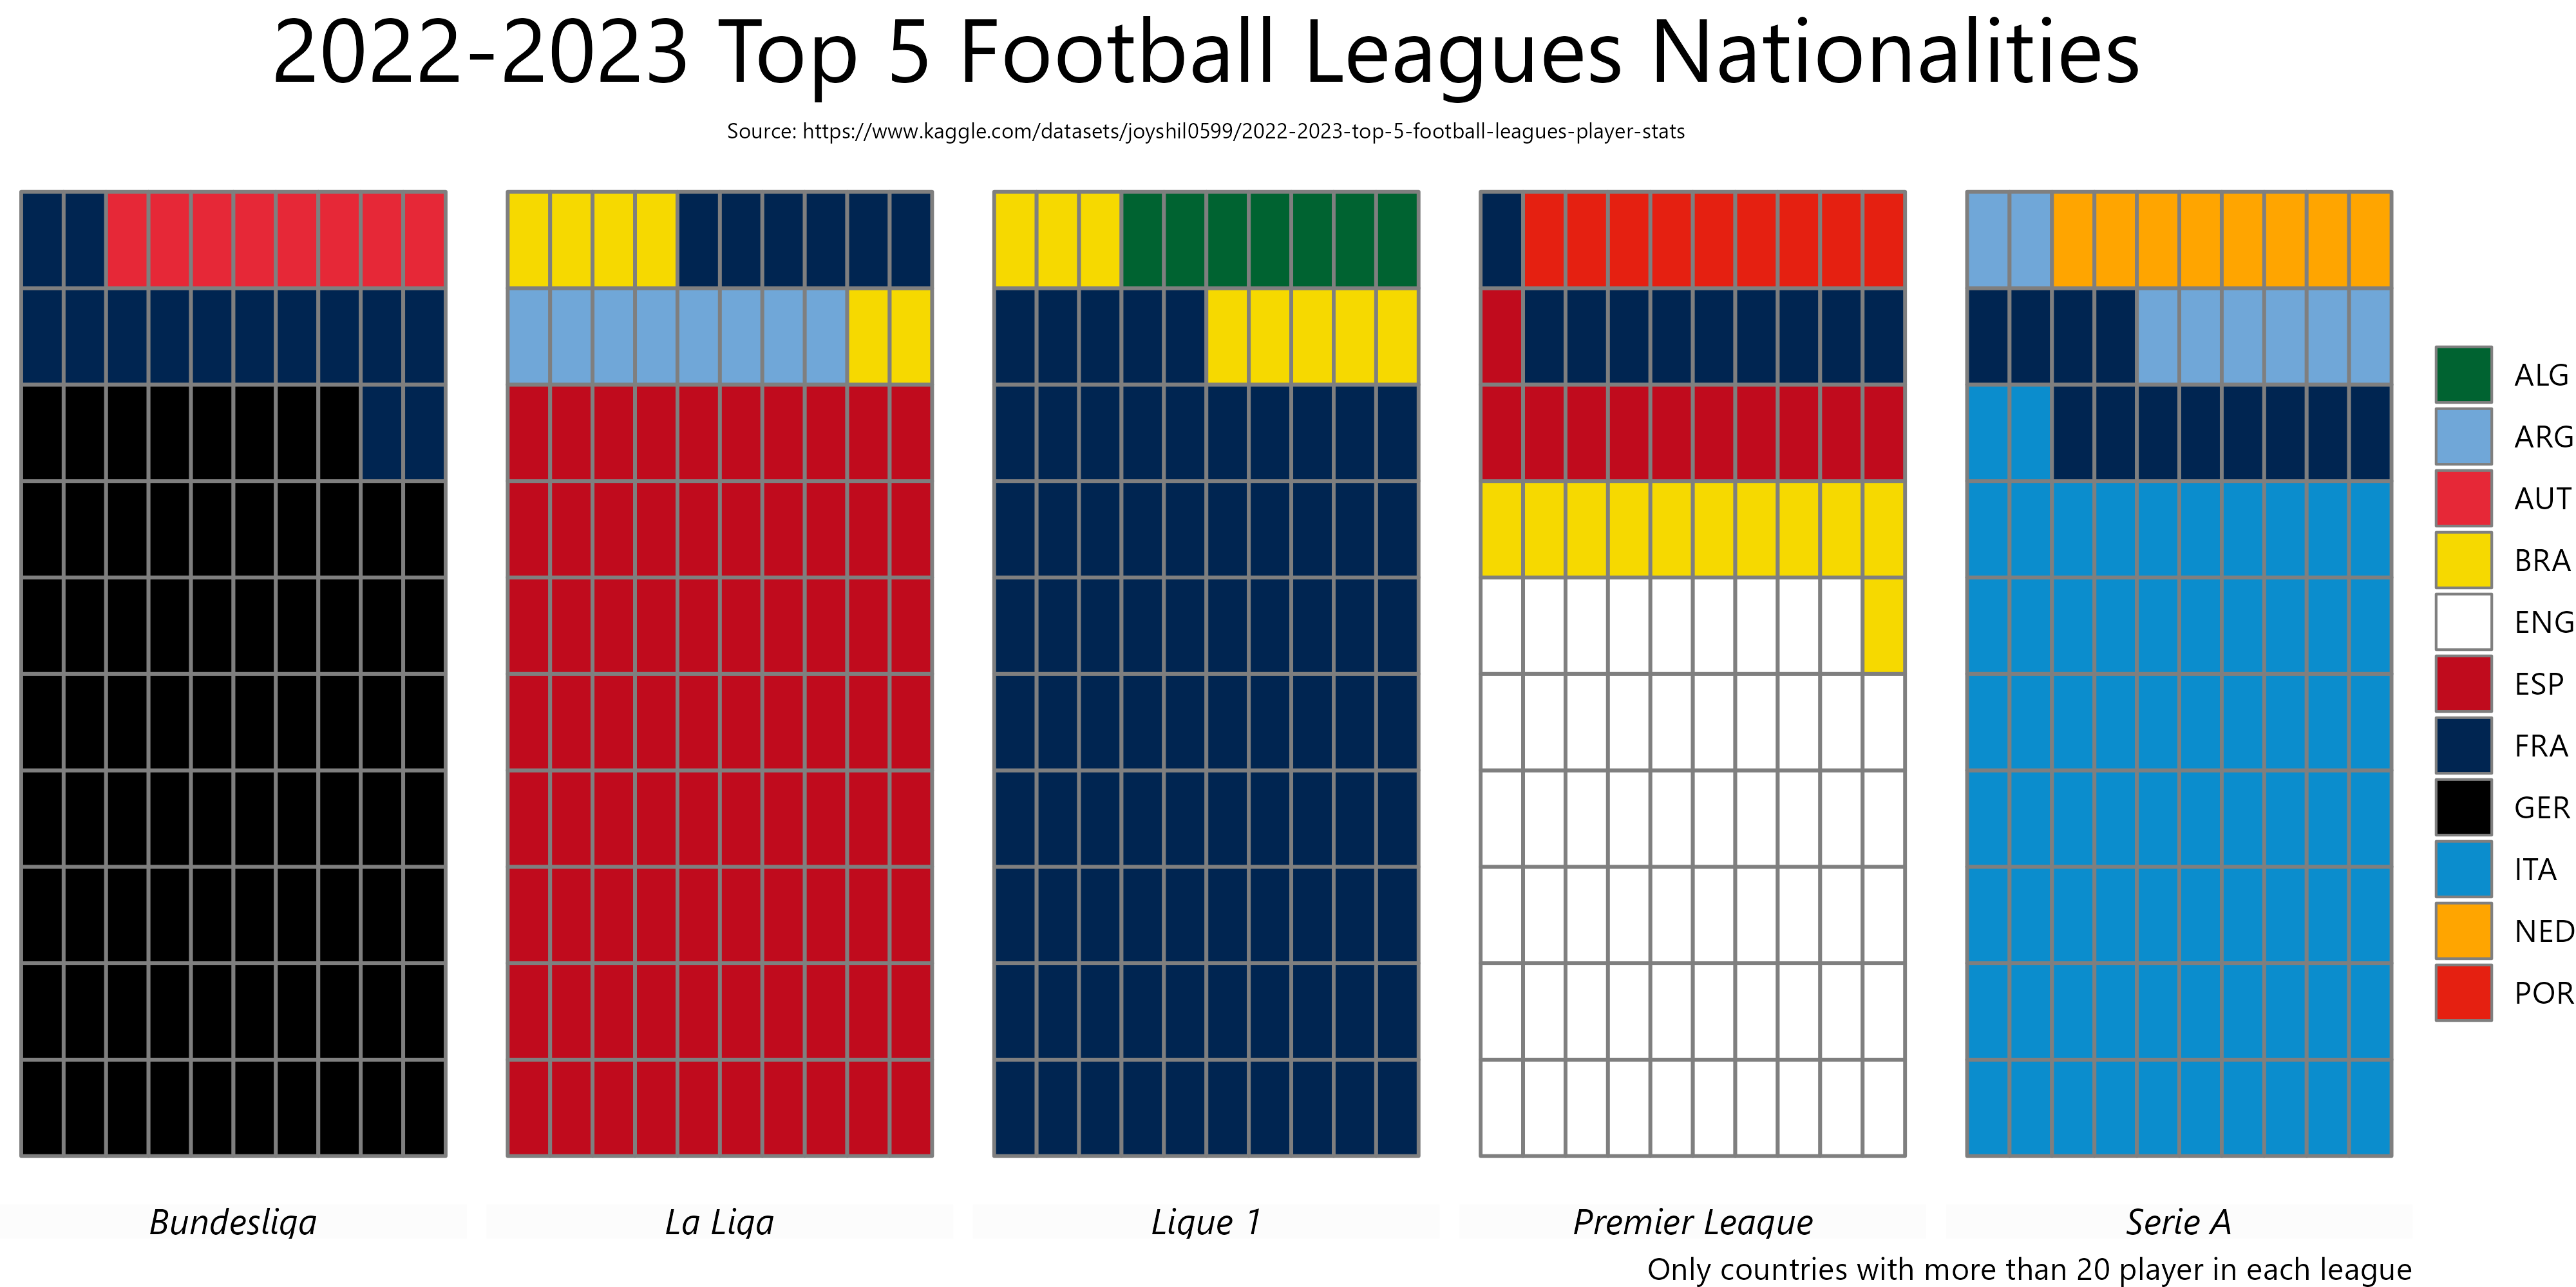 2022-2023 Top 5 Football Leagues Nationalities
Source: https://www.kaggle.com/datasets/joyshil0599/2022-2023-top-5-football-leagues-player-stats
ALG
ARG
AUT
BRA
ENG
ESP
FRA
GER
ITA
NED
POR
Bundesliga
La Liga
Ligue 1
Premier League
Serie A
Only countries with more than 20 player in each league